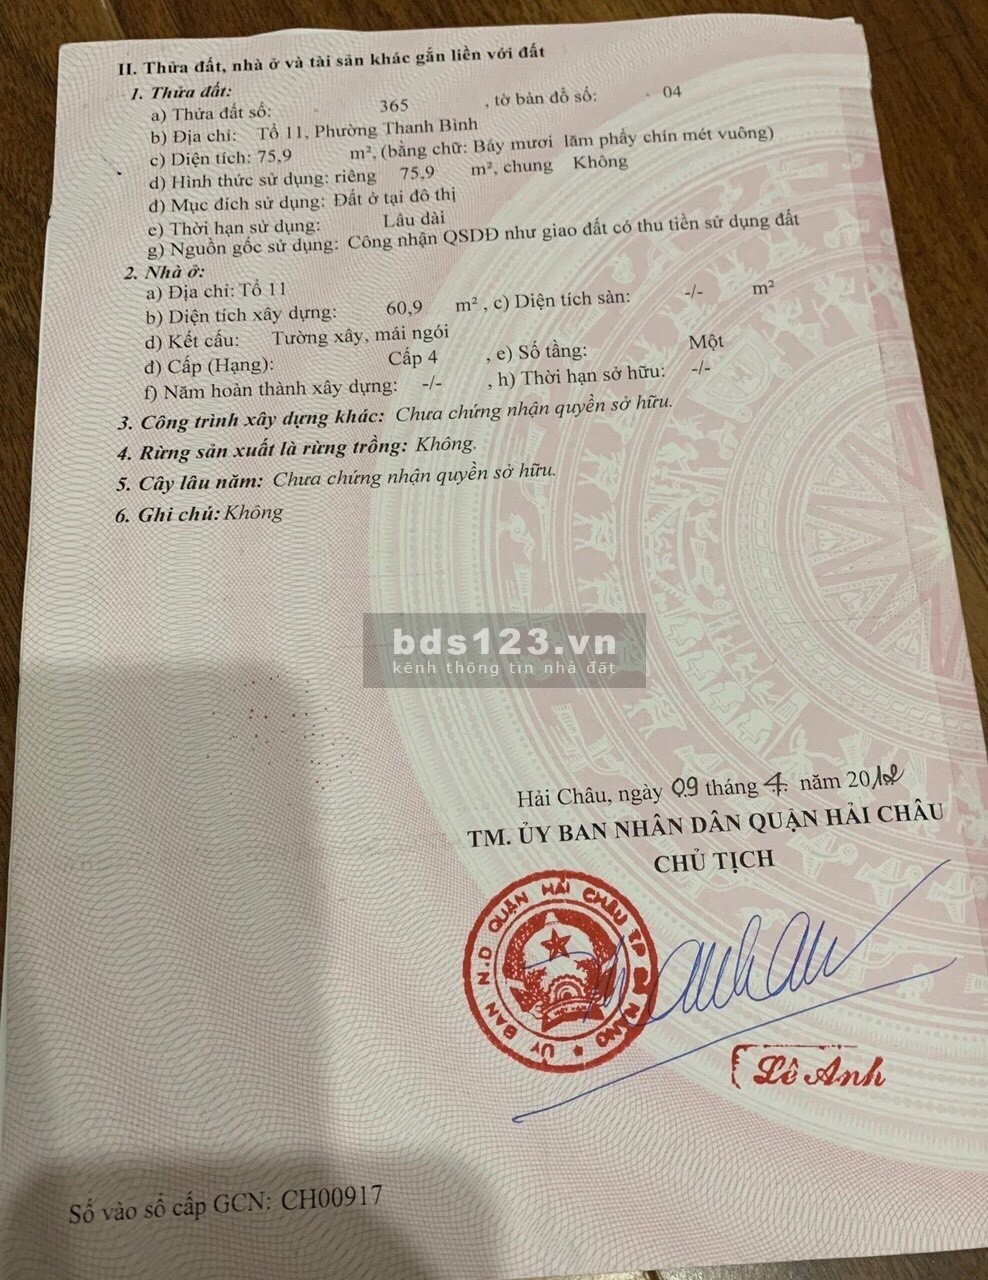 II. Thửa đất, nhà ở và tài sản khác gắn liền với đất
1. Thửa đất:
a) Thửa đất số: 365 , tờ bản đồ số: 04
b) Địa chỉ: Tổ 11, Phường Thanh Bình
c) Diện tích: 75,9 m², (bằng chữ: Bảy mươi lăm phẩy chín mét vuông)
d) Hình thức sử dụng: riêng 75,9 m², chung Không
đ) Mục đích sử dụng: Đất ở tại đô thị
e) Thời hạn sử dụng: Lâu dài
g) Nguồn gốc sử dụng: Công nhận QSDĐ như giao đất có thu tiền sử dụng đất
2. Nhà ở:
a) Địa chỉ: Tổ 11
b) Diện tích xây dựng: 60,9 m² , c) Diện tích sàn: -/- m²
d) Kết cấu: Tường xây, mái ngói
đ) Cấp (Hạng): Cấp 4 , e) Số tầng: Một
f) Năm hoàn thành xây dựng: -/- , h) Thời hạn sở hữu: -/-
3. Công trình xây dựng khác: Chưa chứng nhận quyền sở hữu.
4. Rừng sản xuất là rừng trồng: Không.
5. Cây lâu năm: Chưa chứng nhận quyền sở hữu.
6. Ghi chú: Không
bds123.vn
kênh thông tin nhà đất
Hải Châu, ngày 09 tháng 4 năm 2012
TM. ỦY BAN NHÂN DÂN QUẬN HẢI CHÂU
CHỦ TỊCH
ỦY BAN N.D QUẬN HẢI CHÂU TP ĐÀ NẴNG
Lê Anh
Số vào sổ cấp GCN: CH00917